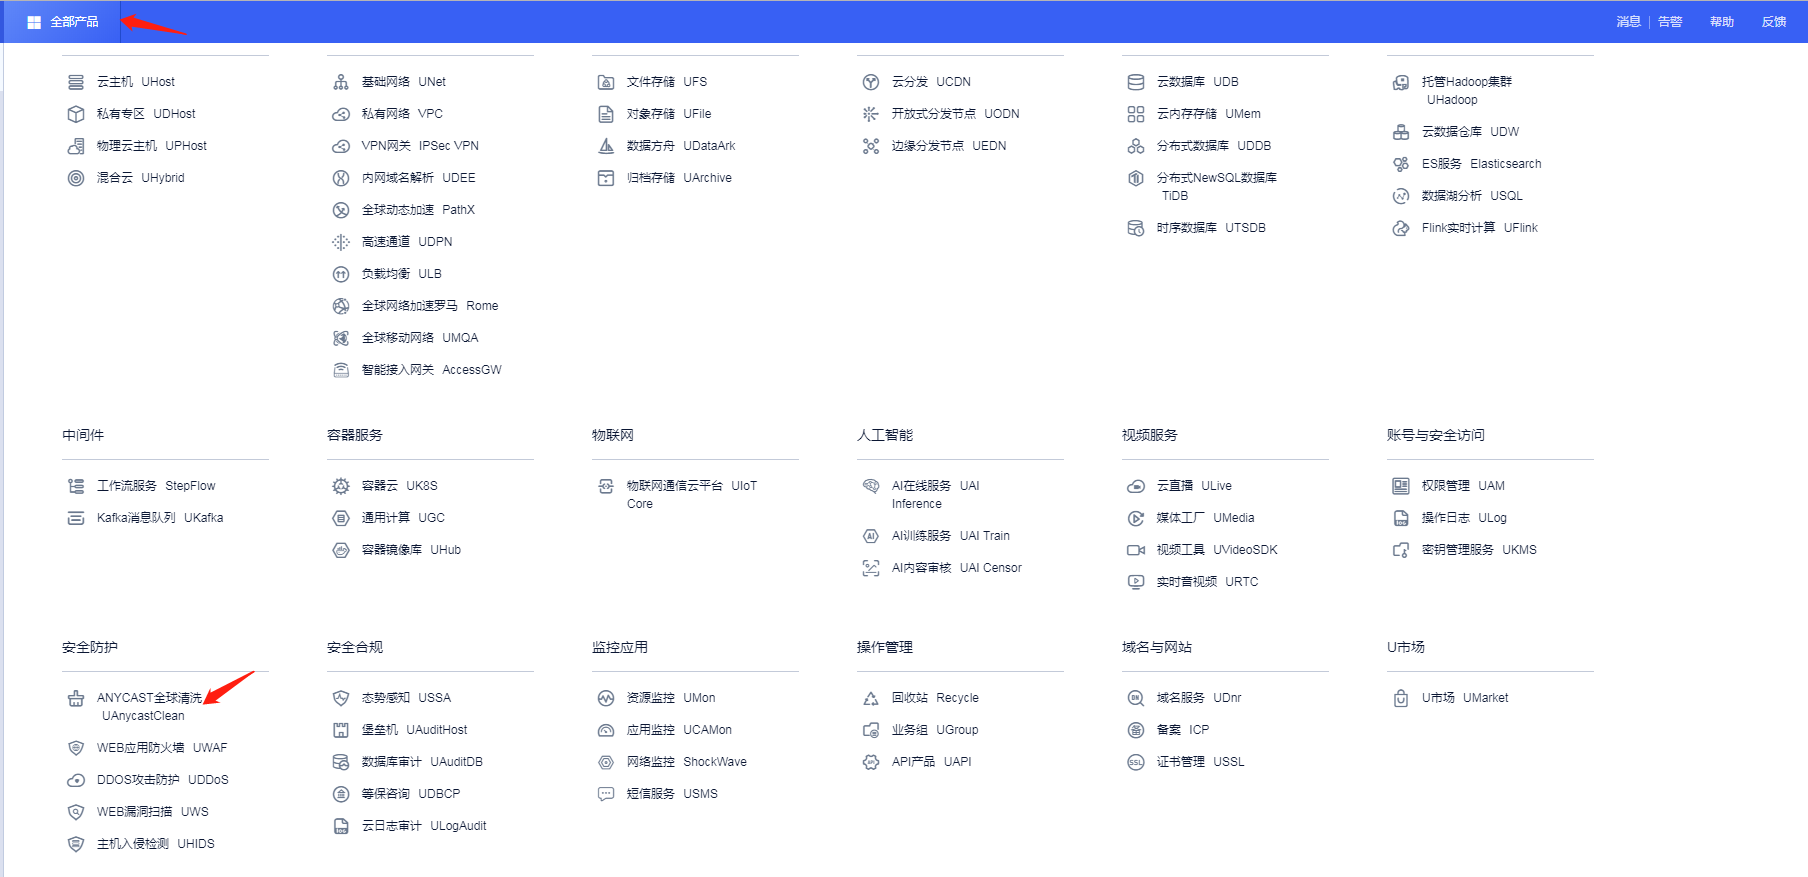 全部产品
消息 告警 帮助 反馈
云主机 UHost
私有专区 UDHost
物理云主机 UPHost
混合云 UHybrid
基础网络 UNet
私有网络 VPC
VPN网关 IPSec VPN
内网域名解析 UDEE
全球动态加速 PathX
高速通道 UDPN
负载均衡 ULB
全球网络加速罗马 Rome
全球移动网络 UMQA
智能接入网关 AccessGW
文件存储 UFS
对象存储 UFile
数据方舟 UDataArk
归档存储 UArchive
云分发 UCDN
开放式分发节点 UODN
边缘分发节点 UEDN
云数据库 UDB
云内存存储 UMem
分布式数据库 UDDB
分布式NewSQL数据库
TiDB
时序数据库 UTSDB
托管Hadoop集群
UHadoop
云数据仓库 UDW
ES服务 Elasticsearch
数据湖分析 USQL
Flink实时计算 UFlink
中间件
工作流服务 StepFlow
Kafka消息队列 UKafka
容器服务
容器云 UK8S
通用计算 UGC
容器镜像库 UHub
物联网
物联网通信云平台 UIoT
Core
人工智能
AI在线服务 UAI
Inference
AI训练服务 UAI Train
AI内容审核 UAI Censor
视频服务
云直播 ULive
媒体工厂 UMedia
视频工具 UVideoSDK
实时音视频 URTC
账号与安全访问
权限管理 UAM
操作日志 ULog
密钥管理服务 UKMS
安全防护
ANYCAST全球清洗
UAnycastClean
WEB应用防火墙 UWAF
DDOS攻击防护 UDDoS
WEB漏洞扫描 UWS
主机入侵检测 UHIDS
安全合规
态势感知 USSA
堡垒机 UAuditHost
数据库审计 UAuditDB
等保咨询 UDBCP
云日志审计 ULogAudit
监控应用
资源监控 UMon
应用监控 UCAMon
网络监控 ShockWave
短信服务 USMS
操作管理
回收站 Recycle
业务组 UGroup
API产品 UAPI
域名与网站
域名服务 UDnr
备案 ICP
证书管理 USSL
U市场
U市场 UMarket